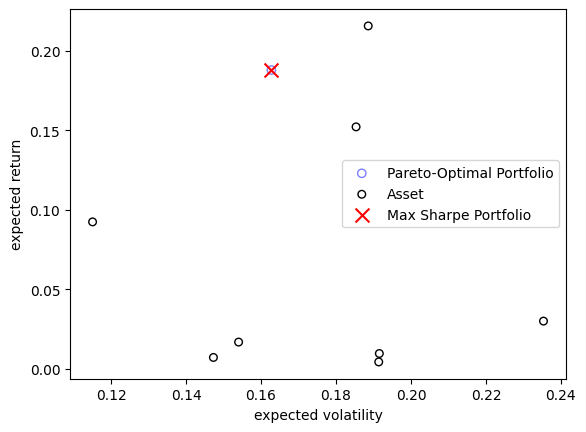 0.20
0.15
0.10
0.05
0.00
expected return
Pareto-Optimal Portfolio
Asset
Max Sharpe Portfolio
0.12 0.14 0.16 0.18 0.20 0.22 0.24
expected volatility